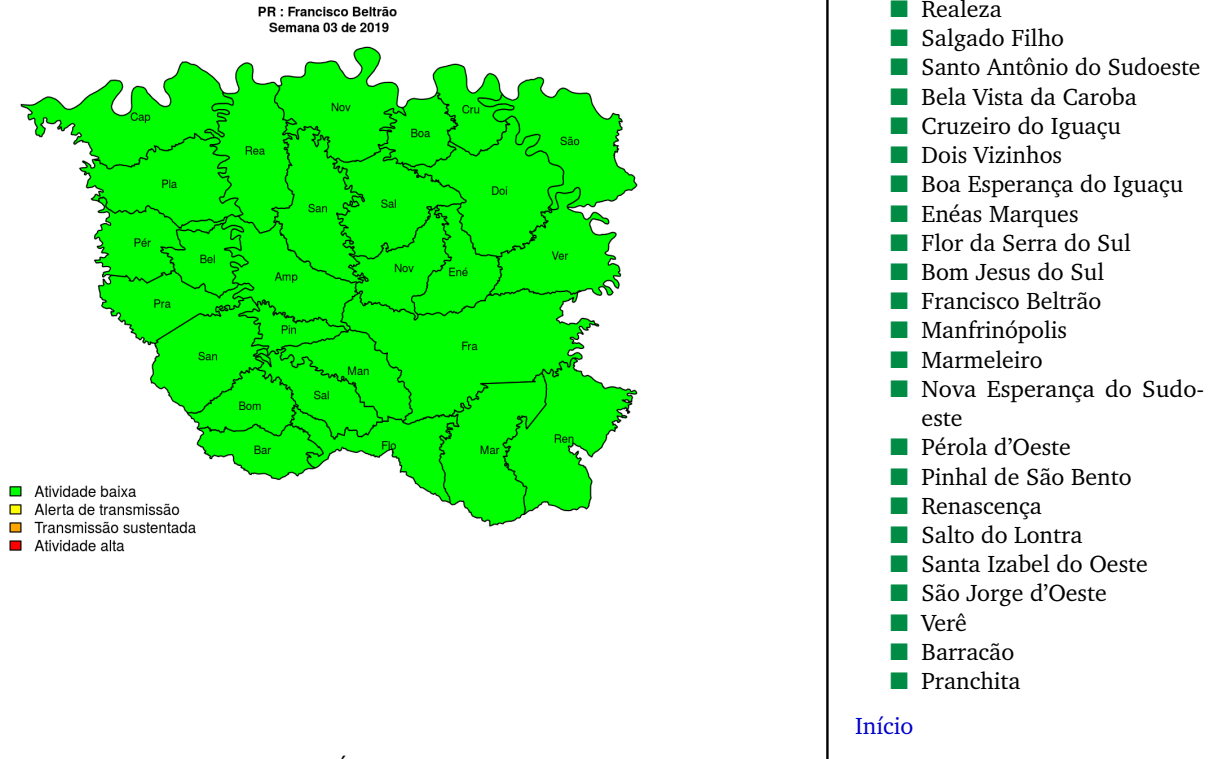 PR : Francisco Beltrão
Semana 03 de 2019
Cap
Nov
Cru
Boa
São
Rea
Pla
San
Sal
Doi
Pér
Bel
Amp
Nov
Ené
Ver
Pra
Pin
San
Fra
Man
Sal
Bom
Bar
Flo
Mar
Ren
Atividade baixa
Alerta de transmissão
Transmissão sustentada
Atividade alta
Realeza
Salgado Filho
Santo Antônio do Sudoeste
Bela Vista da Caroba
Cruzeiro do Iguaçu
Dois Vizinhos
Boa Esperança do Iguaçu
Enéas Marques
Flor da Serra do Sul
Bom Jesus do Sul
Francisco Beltrão
Manfrinópolis
Marmeleiro
Nova Esperança do Sudo-
este
Pérola d'Oeste
Pinhal de São Bento
Renascença
Salto do Lontra
Santa Izabel do Oeste
São Jorge d'Oeste
Verê
Barracão
Pranchita
Início